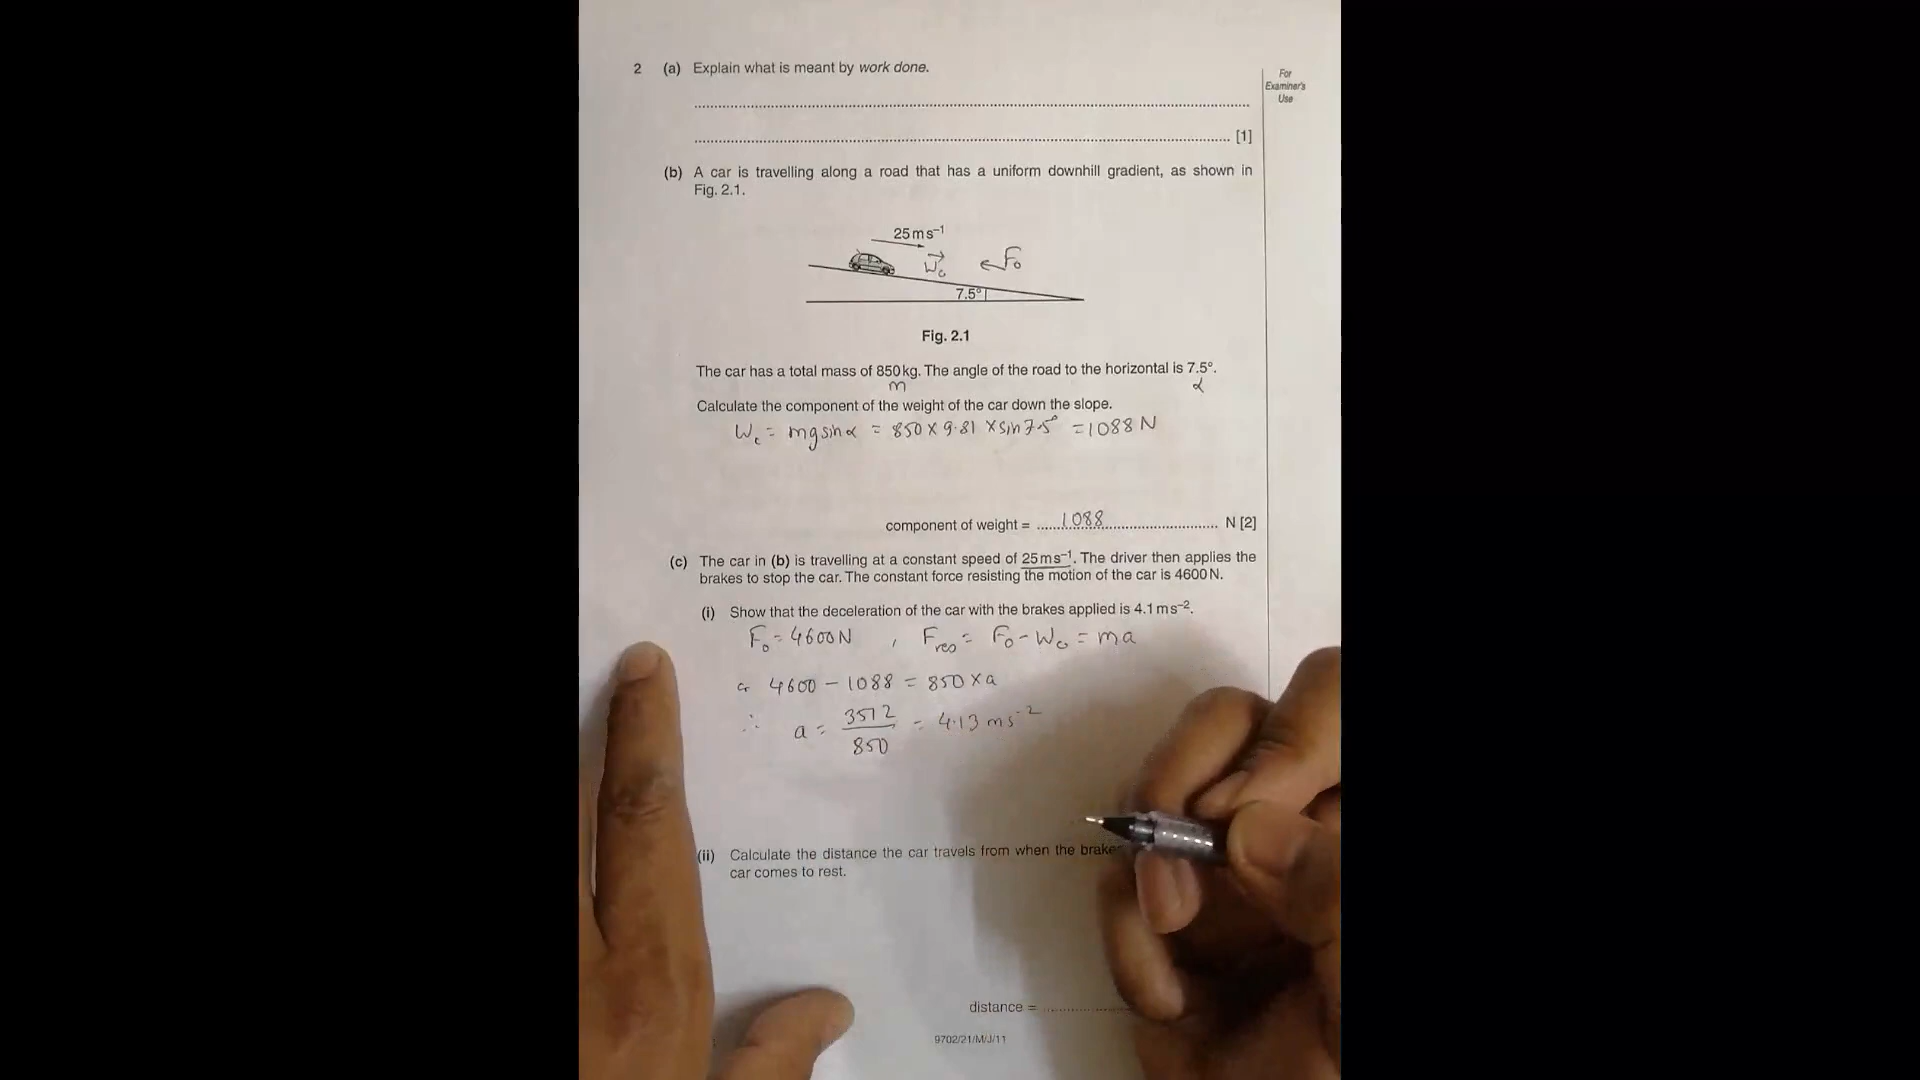 2 (a) Explain what is meant by work done.
For
Examiner's
Use
[1]
(b) A car is travelling along a road that has a uniform downhill gradient, as shown in
Fig. 2.1.
25 m s⁻¹
W꜀ F₀
7.5°
Fig. 2.1
The car has a total mass of 850 kg. The angle of the road to the horizontal is 7.5°.
m α
Calculate the component of the weight of the car down the slope.
W꜀ = mg sin α = 850 × 9.81 × sin 7.5° = 1088 N
component of weight = 1088 N [2]
(c) The car in (b) is travelling at a constant speed of 25 m s⁻¹. The driver then applies the
brakes to stop the car. The constant force resisting the motion of the car is 4600 N.
(i) Show that the deceleration of the car with the brakes applied is 4.1 m s⁻².
F₀ = 4600 N , Fres = F₀ - W꜀ = ma
or 4600 - 1088 = 850 × a
∴ a = 3512 / 850 = 4.13 ms⁻²
(ii) Calculate the distance the car travels from when the brake
car comes to rest.
distance =
9702/21/M/J/11